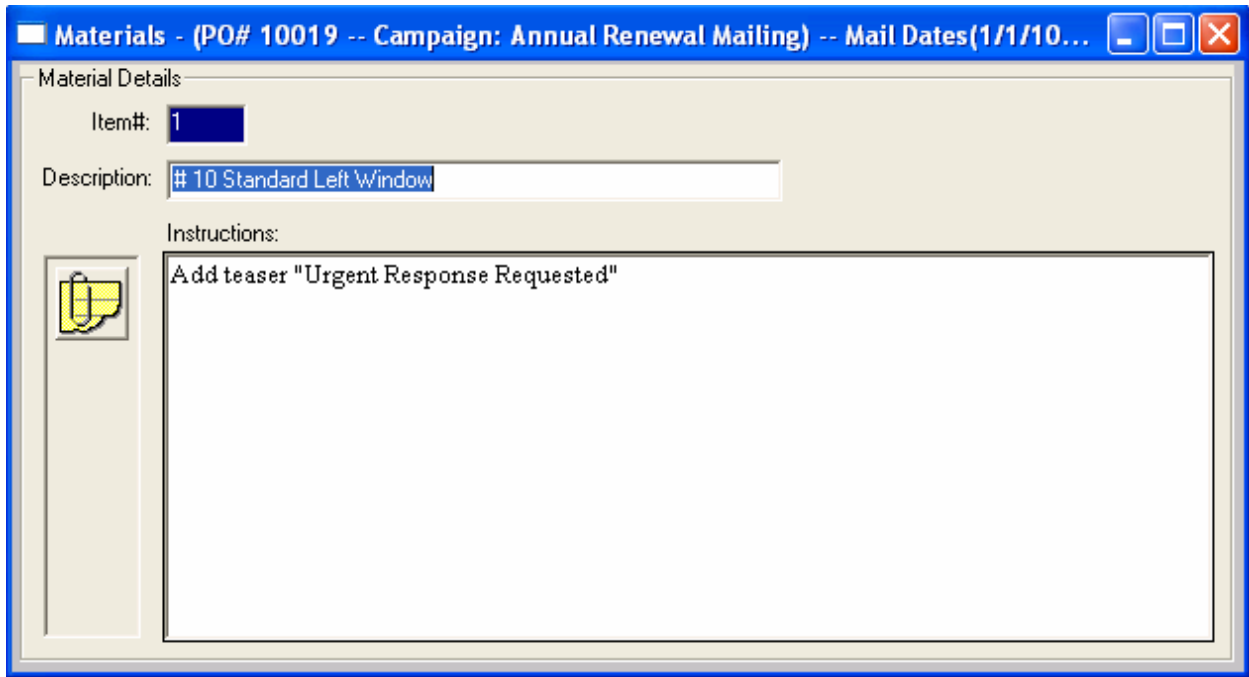 Materials - (PO# 10019 -- Campaign: Annual Renewal Mailing) -- Mail Dates(1/1/10...
Material Details
Item#: 1
Description: # 10 Standard Left Window
Instructions:
Add teaser "Urgent Response Requested"